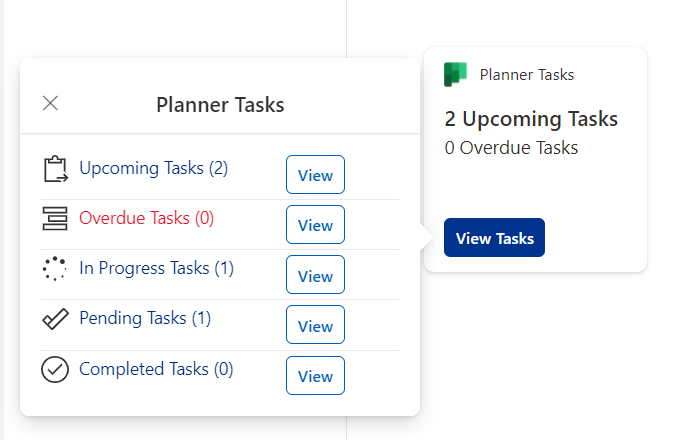 Planner Tasks
Upcoming Tasks (2) View
Overdue Tasks (0) View
In Progress Tasks (1) View
Pending Tasks (1) View
Completed Tasks (0) View
Planner Tasks
2 Upcoming Tasks
0 Overdue Tasks
View Tasks